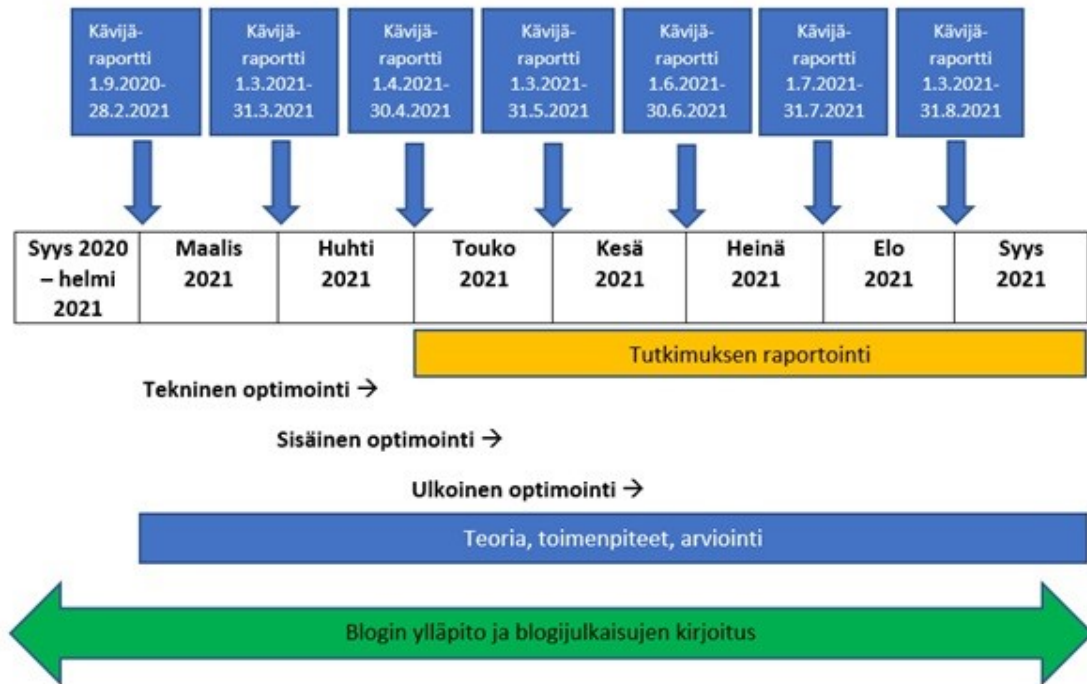 Kävijä-
raportti
1.9.2020-
28.2.2021
Kävijä-
raportti
1.3.2021-
31.3.2021
Kävijä-
raportti
1.4.2021-
30.4.2021
Kävijä-
raportti
1.3.2021-
31.5.2021
Kävijä-
raportti
1.6.2021-
30.6.2021
Kävijä-
raportti
1.7.2021-
31.7.2021
Kävijä-
raportti
1.3.2021-
31.8.2021
Syys 2020
– helmi
2021
Maalis
2021
Huhti
2021
Touko
2021
Kesä
2021
Heinä
2021
Elo
2021
Syys
2021
Tutkimuksen raportointi
Tekninen optimointi →
Sisäinen optimointi →
Ulkoinen optimointi →
Teoria, toimenpiteet, arviointi
Blogin ylläpito ja blogijulkaisujen kirjoitus